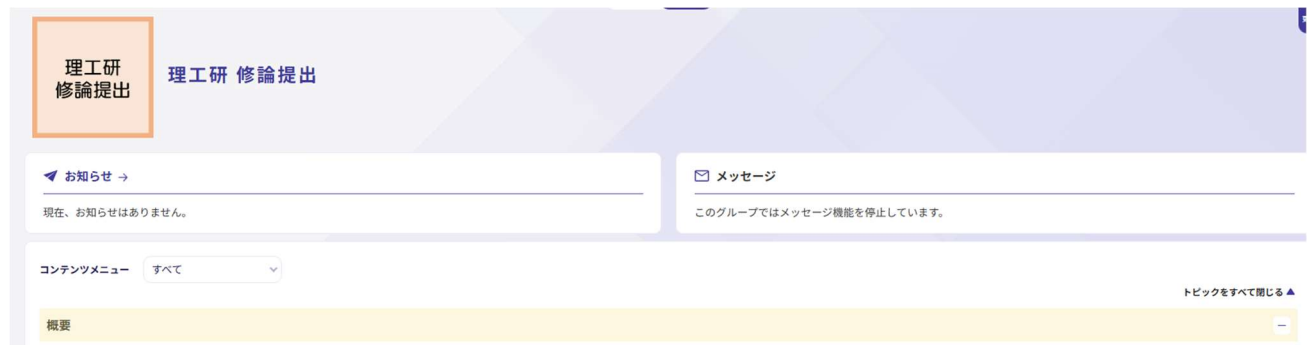 理工研
修論提出
理工研 修論提出
お知らせ →
現在、お知らせはありません。
メッセージ
このグループではメッセージ機能を停止しています。
コンテンツメニュー すべて
トピックをすべて閉じる ▲
概要